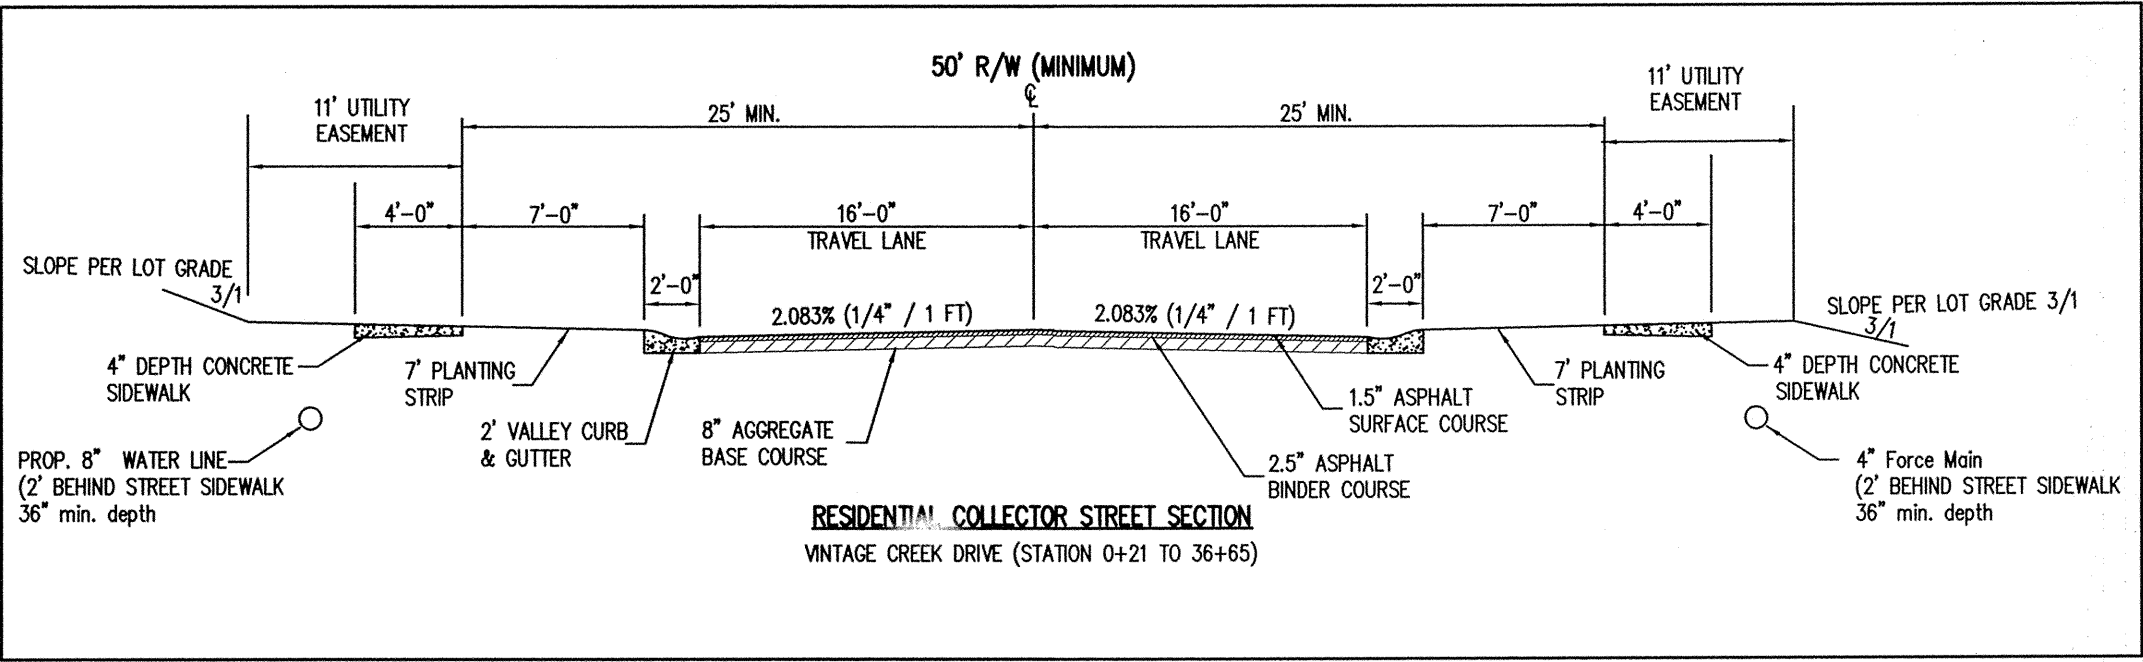 50' R/W (MINIMUM)
℄
11' UTILITY
EASEMENT
25' MIN.
25' MIN.
11' UTILITY
EASEMENT
4'-0"
7'-0"
16'-0"
TRAVEL LANE
16'-0"
TRAVEL LANE
7'-0"
4'-0"
2'-0"
2'-0"
SLOPE PER LOT GRADE
3/1
2.083% (1/4" / 1 FT)
2.083% (1/4" / 1 FT)
SLOPE PER LOT GRADE 3/1
3/1
4" DEPTH CONCRETE
SIDEWALK
7' PLANTING
STRIP
2' VALLEY CURB
& GUTTER
8" AGGREGATE
BASE COURSE
1.5" ASPHALT
SURFACE COURSE
2.5" ASPHALT
BINDER COURSE
7' PLANTING
STRIP
4" DEPTH CONCRETE
SIDEWALK
PROP. 8" WATER LINE
(2' BEHIND STREET SIDEWALK
36" min. depth
4" Force Main
(2' BEHIND STREET SIDEWALK
36" min. depth
RESIDENTIAL COLLECTOR STREET SECTION
VINTAGE CREEK DRIVE (STATION 0+21 TO 36+65)